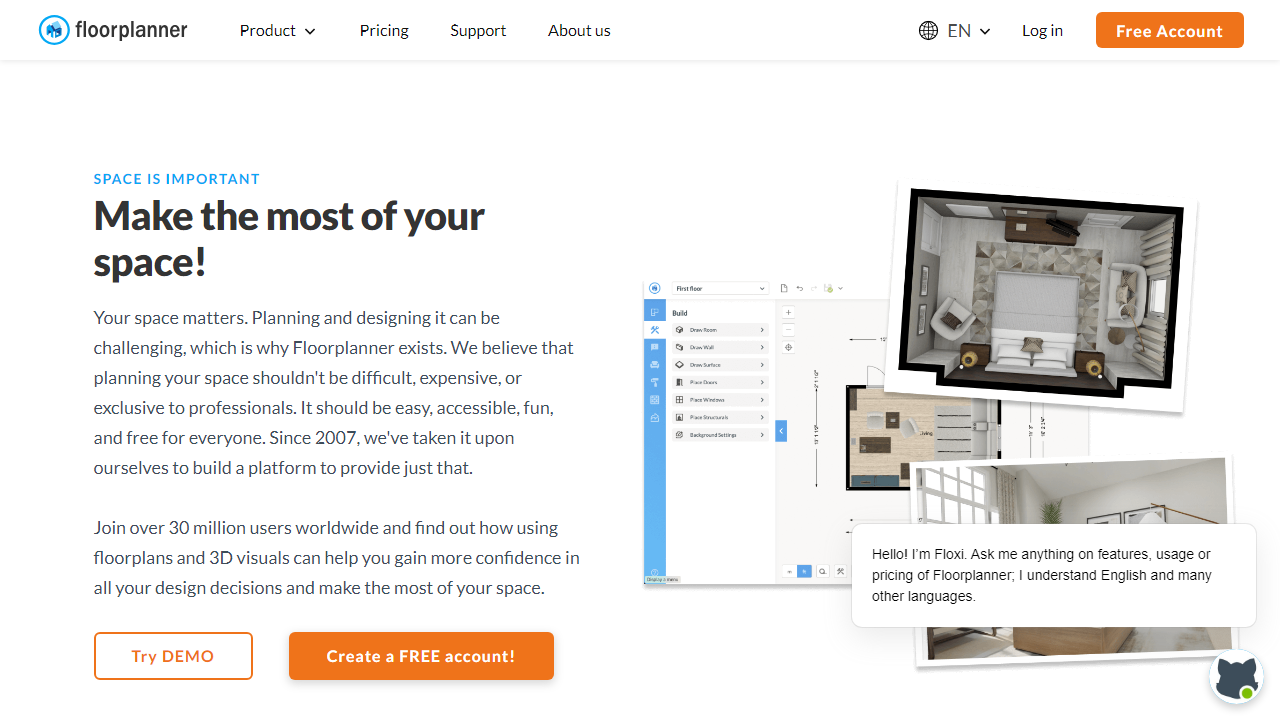 floorplanner
Product
Pricing
Support
About us
EN
Log in
Free Account
SPACE IS IMPORTANT
Make the most of your
space!
Your space matters. Planning and designing it can be
challenging, which is why Floorplanner exists. We believe that
planning your space shouldn't be difficult, expensive, or
exclusive to professionals. It should be easy, accessible, fun,
and free for everyone. Since 2007, we've taken it upon
ourselves to build a platform to provide just that.
Join over 30 million users worldwide and find out how using
floorplans and 3D visuals can help you gain more confidence in
all your design decisions and make the most of your space.
Try DEMO
Create a FREE account!
First floor
Build
Draw Room
Draw Wall
Draw Surface
Place Doors
Place Windows
Place Structurals
Background Settings
Living
Display a menu
Hello! I'm Floxi. Ask me anything on features, usage or
pricing of Floorplanner; I understand English and many
other languages.